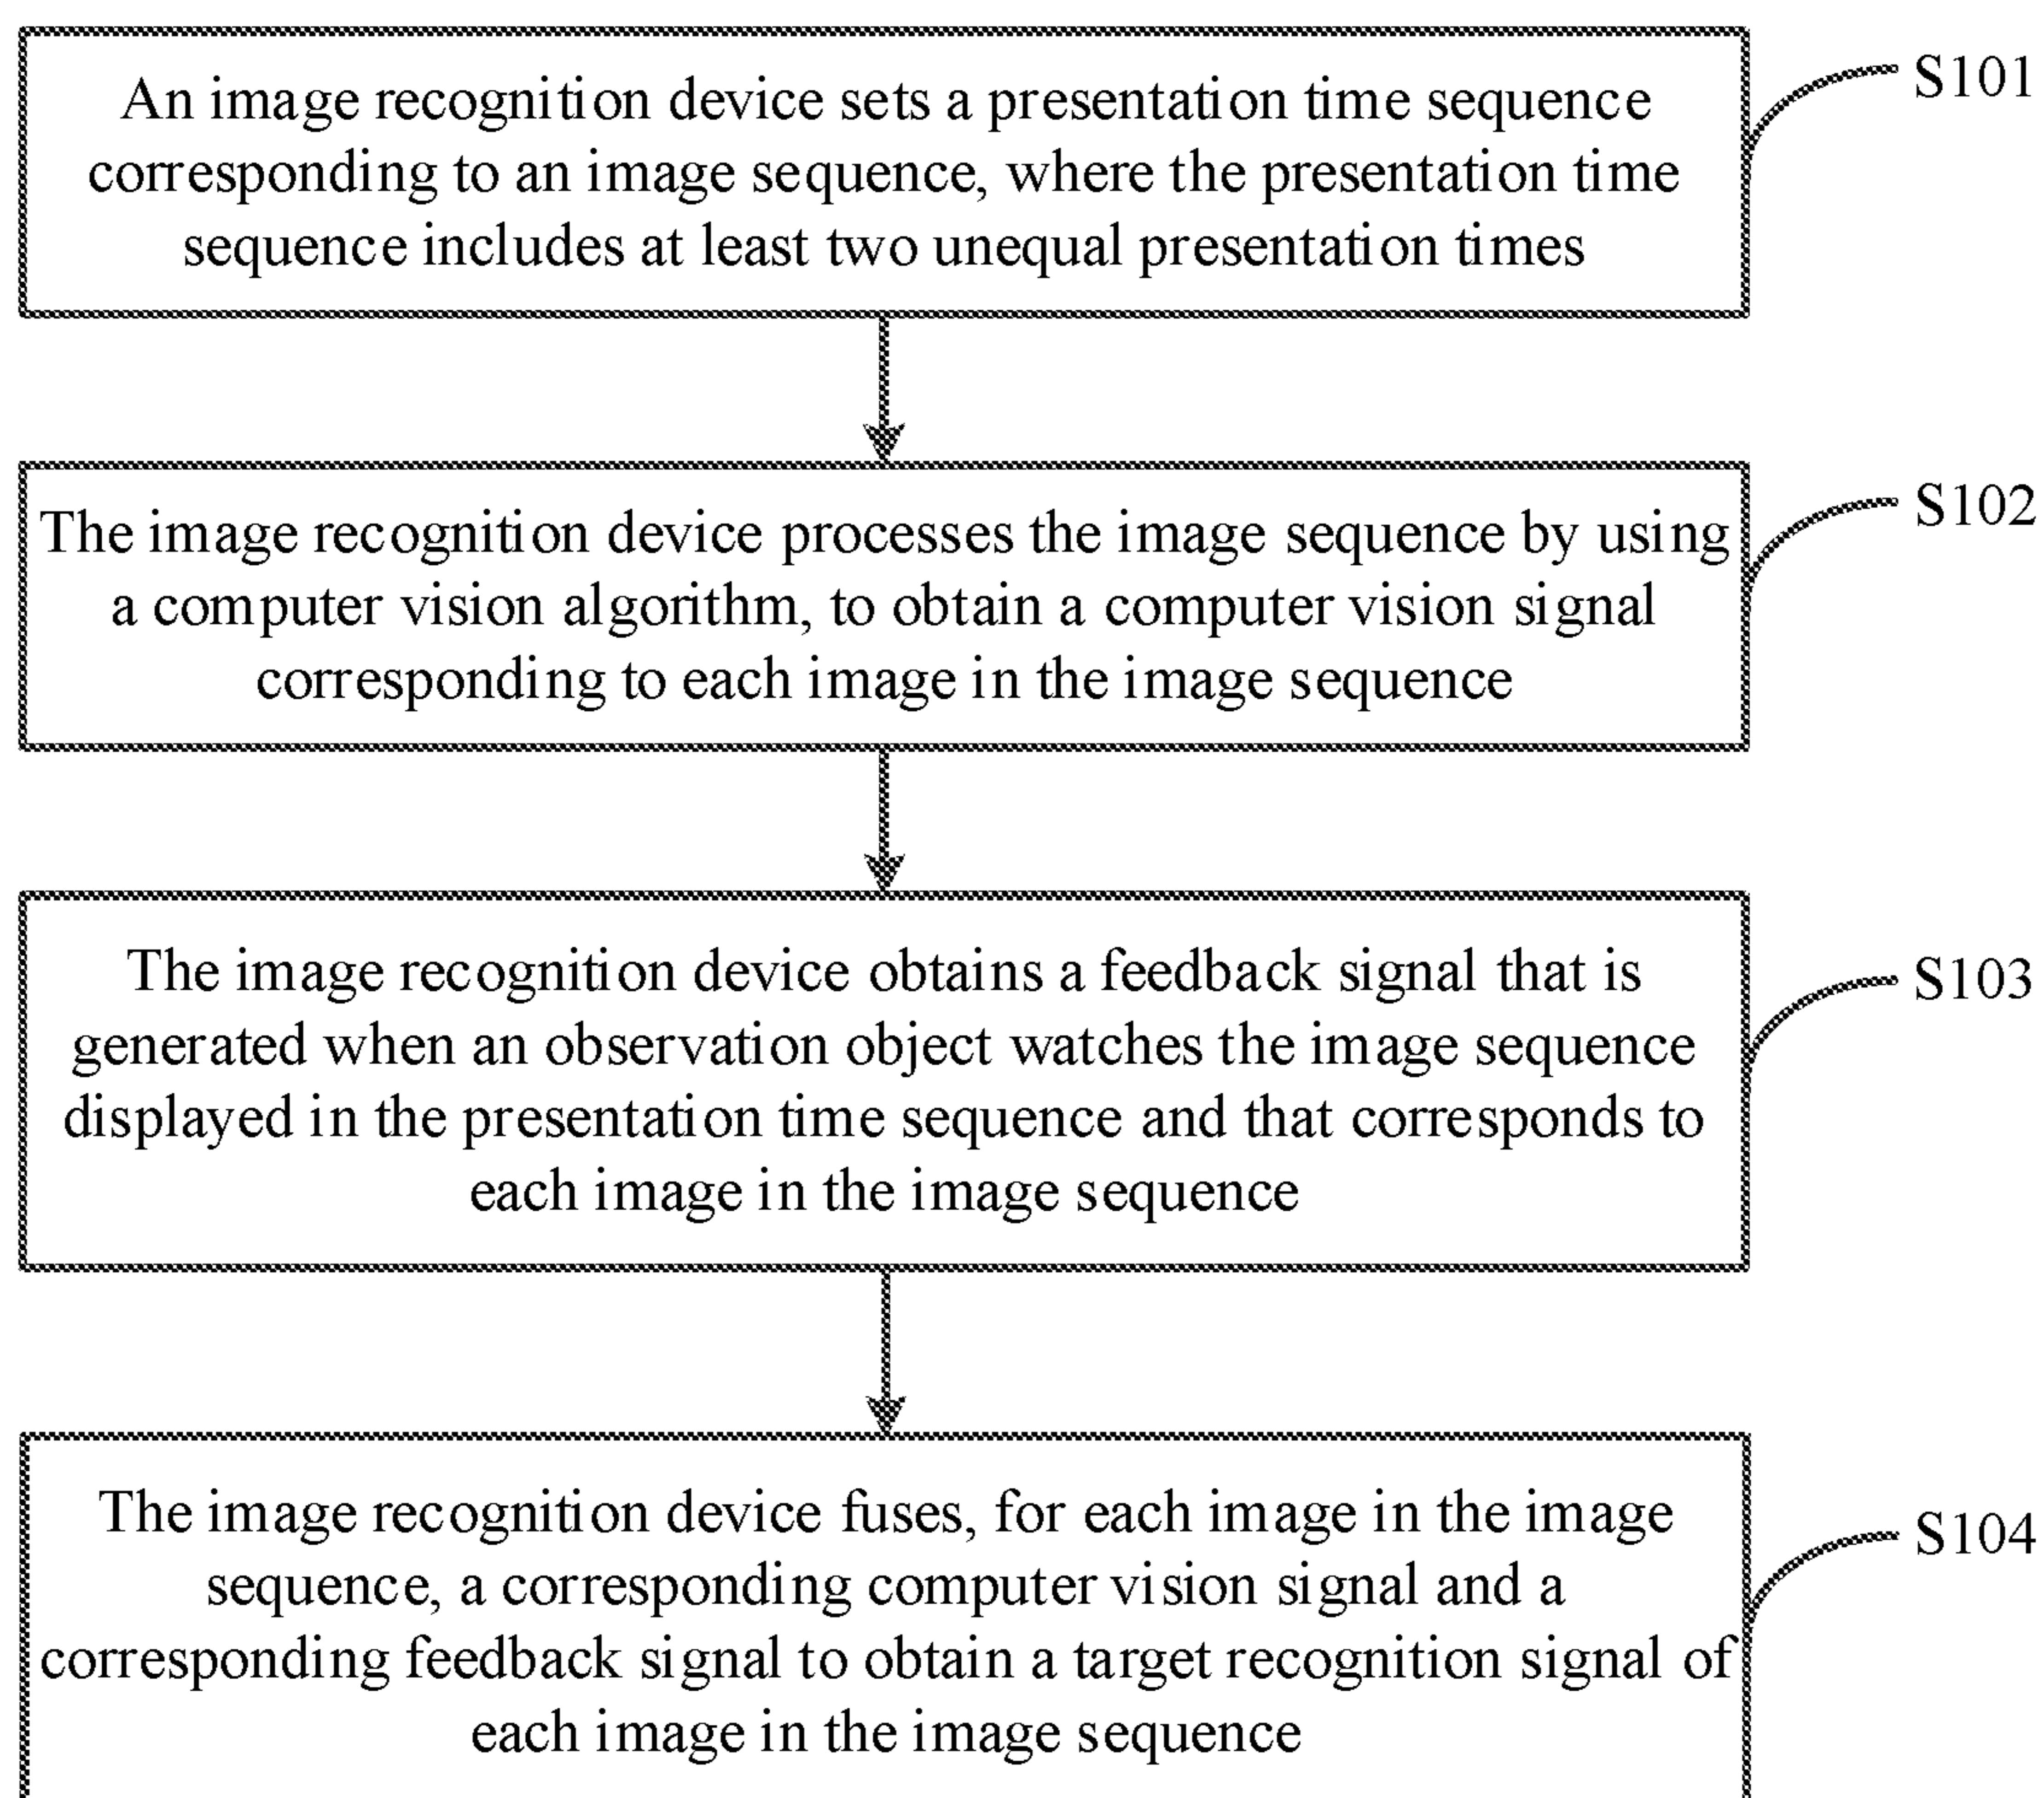 An image recognition device sets a presentation time sequence
corresponding to an image sequence, where the presentation time
sequence includes at least two unequal presentation times
S101
The image recognition device processes the image sequence by using
a computer vision algorithm, to obtain a computer vision signal
corresponding to each image in the image sequence
S102
The image recognition device obtains a feedback signal that is
generated when an observation object watches the image sequence
displayed in the presentation time sequence and that corresponds to
each image in the image sequence
S103
The image recognition device fuses, for each image in the image
sequence, a corresponding computer vision signal and a
corresponding feedback signal to obtain a target recognition signal of
each image in the image sequence
S104